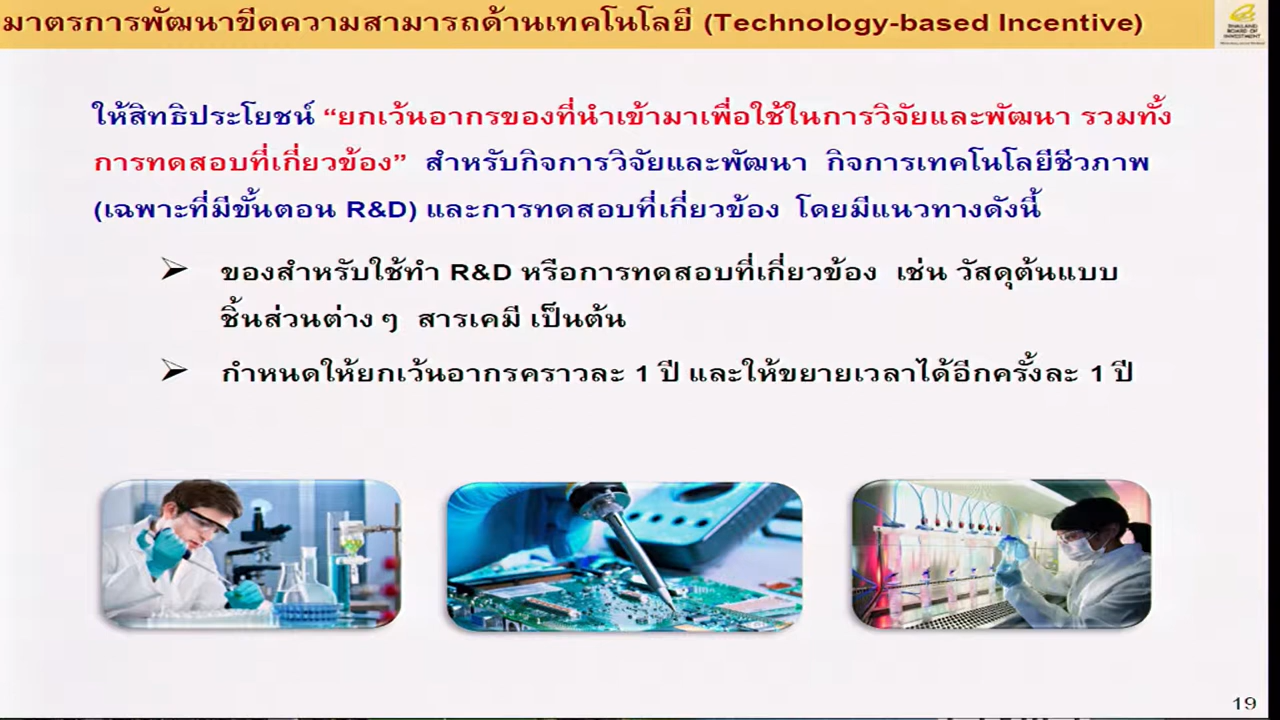 มาตรการพัฒนาขีดความสามารถด้านเทคโนโลยี (Technology-based Incentive)
THAILAND
BOARD OF
INVESTMENT
ให้สิทธิประโยชน์ “ยกเว้นอากรของที่นำเข้ามาเพื่อใช้ในการวิจัยและพัฒนา รวมทั้ง
การทดสอบที่เกี่ยวข้อง” สำหรับกิจการวิจัยและพัฒนา กิจการเทคโนโลยีชีวภาพ
(เฉพาะที่มีขั้นตอน R&D) และการทดสอบที่เกี่ยวข้อง โดยมีแนวทางดังนี้
➢ ของสำหรับใช้ทำ R&D หรือการทดสอบที่เกี่ยวข้อง เช่น วัสดุต้นแบบ
ชิ้นส่วนต่าง ๆ สารเคมี เป็นต้น
➢ กำหนดให้ยกเว้นอากรคราวละ 1 ปี และให้ขยายเวลาได้อีกครั้งละ 1 ปี
19